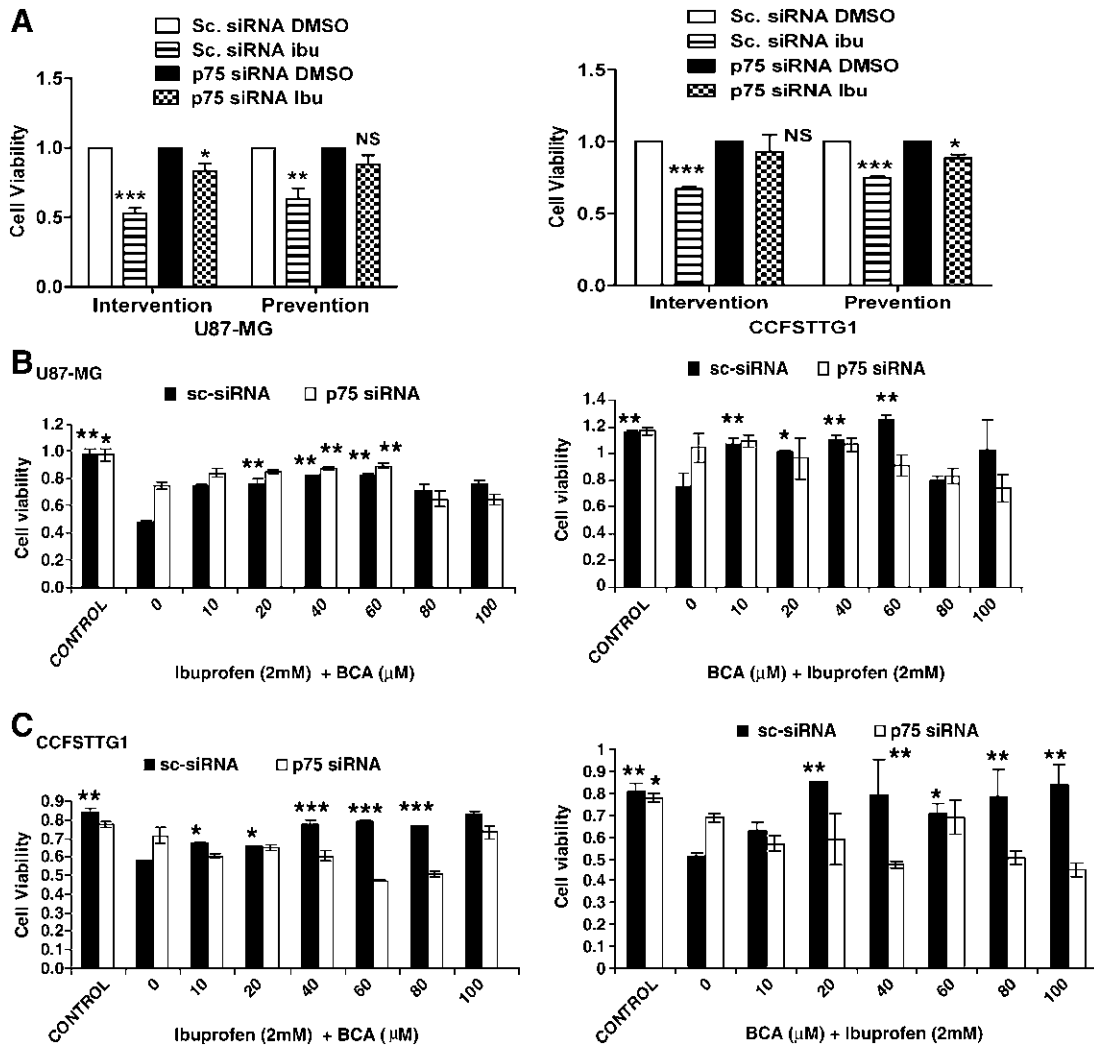 A
Sc. siRNA DMSO
Sc. siRNA ibu
p75 siRNA DMSO
p75 siRNA Ibu
1.5
1.0
0.5
0.0
Cell Viability
***
*
**
NS
Intervention
Prevention
U87-MG
Sc. siRNA DMSO
Sc. siRNA ibu
p75 siRNA DMSO
p75 siRNA Ibu
1.5
1.0
0.5
0.0
Cell Viability
***
NS
***
*
Intervention
Prevention
CCFSTTG1
B
U87-MG
sc-siRNA
p75 siRNA
1.2
1.0
0.8
0.6
0.4
0.2
0.0
Cell viability
** *
**
** **
** **
CONTROL
0
10
20
40
60
80
100
Ibuprofen (2mM) + BCA (μM)
sc-siRNA
p75 siRNA
1.4
1.2
1
0.8
0.6
0.4
0.2
0
Cell viability
**
**
*
**
**
CONTROL
0
10
20
40
60
80
100
BCA (μM) + Ibuprofen (2mM)
C
CCFSTTG1
sc-siRNA
p75 siRNA
0.9
0.8
0.7
0.6
0.5
0.4
0.3
0.2
0.1
0.0
Cell Viability
**
*
*
***
***
***
CONTROL
0
10
20
40
60
80
100
Ibuprofen (2mM) + BCA (μM)
sc-siRNA
p75 siRNA
0.9
0.8
0.7
0.6
0.5
0.4
0.3
0.2
0.1
0
Cell viability
** *
**
**
*
**
**
CONTROL
0
10
20
40
60
80
100
BCA (μM) + Ibuprofen (2mM)